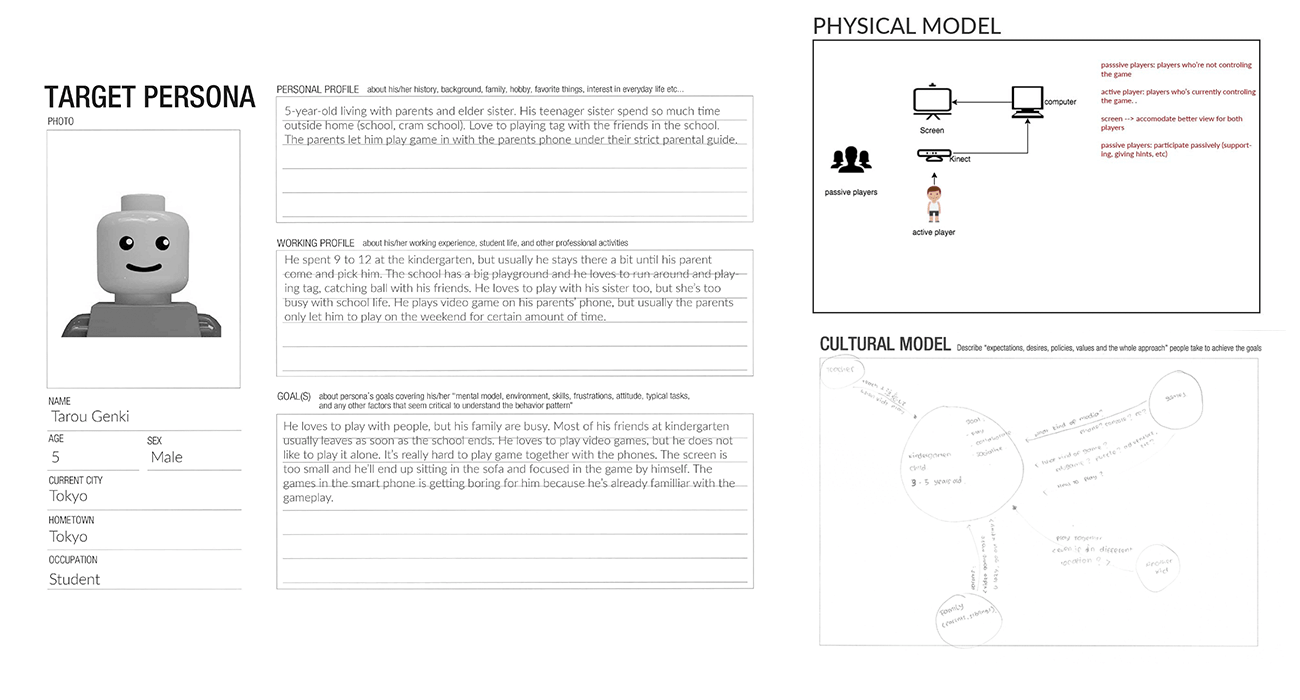 TARGET PERSONA
PHOTO
NAME
Tarou Genki
AGE
SEX
5
Male
CURRENT CITY
Tokyo
HOMETOWN
Tokyo
OCCUPATION
Student
PERSONAL PROFILE about his/her history, background, family, hobby, favorite things, interest in everyday life etc...
5-year-old living with parents and elder sister. His teenager sister spend so much time
outside home (school, cram school). Love to playing tag with the friends in the school.
The parents let him play game in with the parents phone under their strict parental guide.
WORKING PROFILE about his/her working experience, student life, and other professional activities
He spent 9 to 12 at the kindergarten, but usually he stays there a bit until his parent
come and pick him. The school has a big playground and he loves to run around and play-
ing tag, catching ball with his friends. He loves to play with his sister too, but she's too
busy with school life. He plays video game on his parents' phone, but usually the parents
only let him to play on the weekend for certain amount of time.
GOAL(S) about persona's goals covering his/her "mental model, environment, skills, frustrations, attitude, typical tasks,
and any other factors that seem critical to understand the behavior pattern"
He loves to play with people, but his family are busy. Most of his friends at kindergarten
usually leaves as soon as the school ends. He loves to play video games, but he does not
like to play it alone. It's really hard to play game together with the phones. The screen is
too small and he'll end up sitting in the sofa and focused in the game by himself. The
games in the smart phone is getting boring for him because he's already familliar with the
gameplay.
PHYSICAL MODEL
Screen
computer
Kinect
passive players
active player
passsive players: players who're not controling
the game
active player: players who's currently controling
the game. .
screen --> accomodate better view for both
players
passive players: participate passively (support-
ing, giving hints, etc)
CULTURAL MODEL Describe "expectations, desires, policies, values and the whole approach" people take to achieve the goals
teacher
games
goal:
kindergarten
child
3 - 5 years old
what kind of media?
how to play?
play together
even if in different
location?
another
kid
family
(parents, siblings)